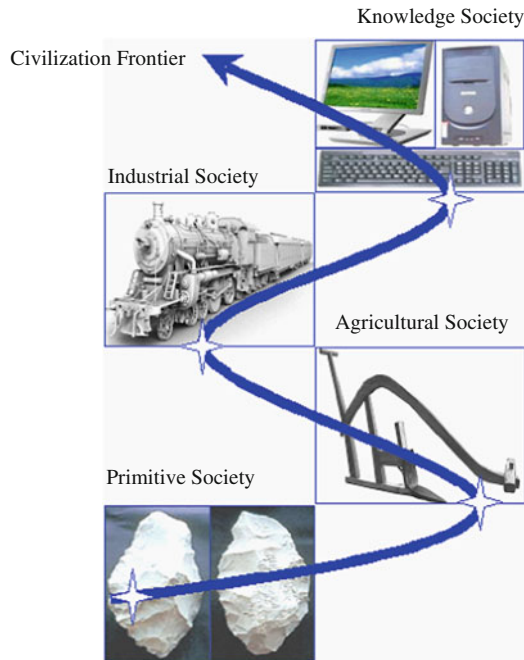 Knowledge Society
Civilization Frontier
Industrial Society
Agricultural Society
Primitive Society